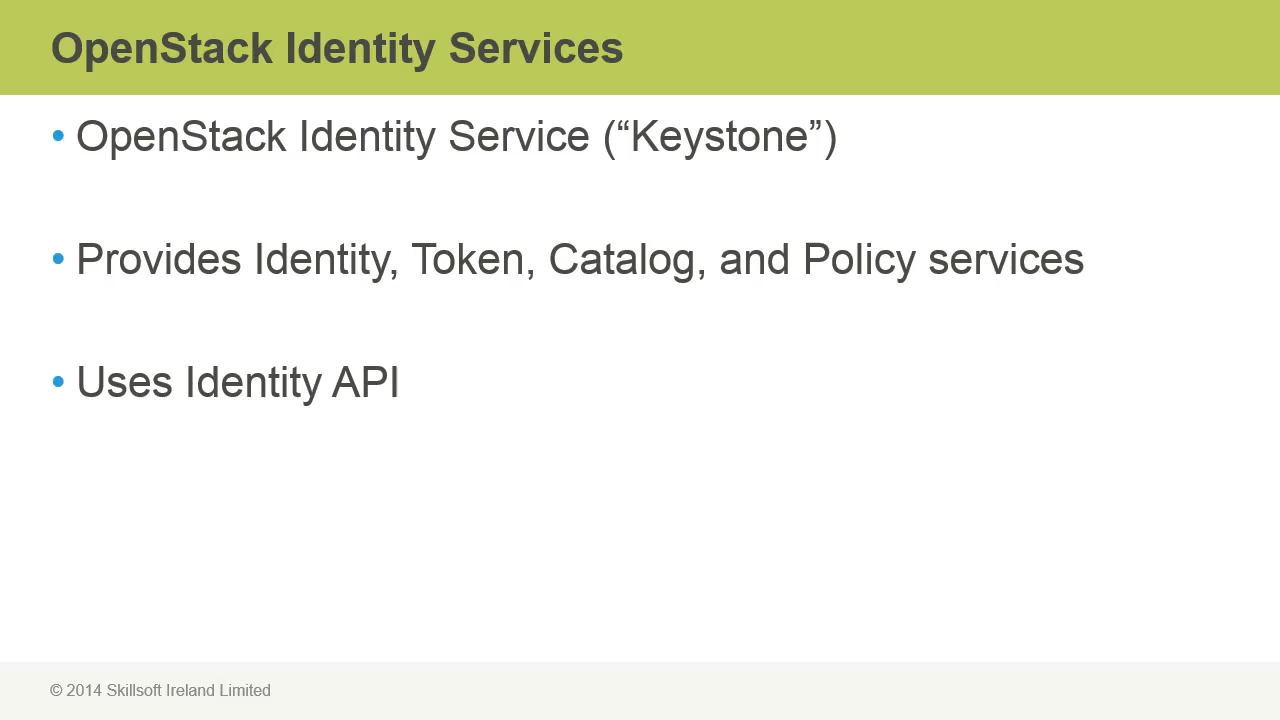 OpenStack Identity Services
• OpenStack Identity Service (“Keystone”)
• Provides Identity, Token, Catalog, and Policy services
• Uses Identity API
© 2014 Skillsoft Ireland Limited